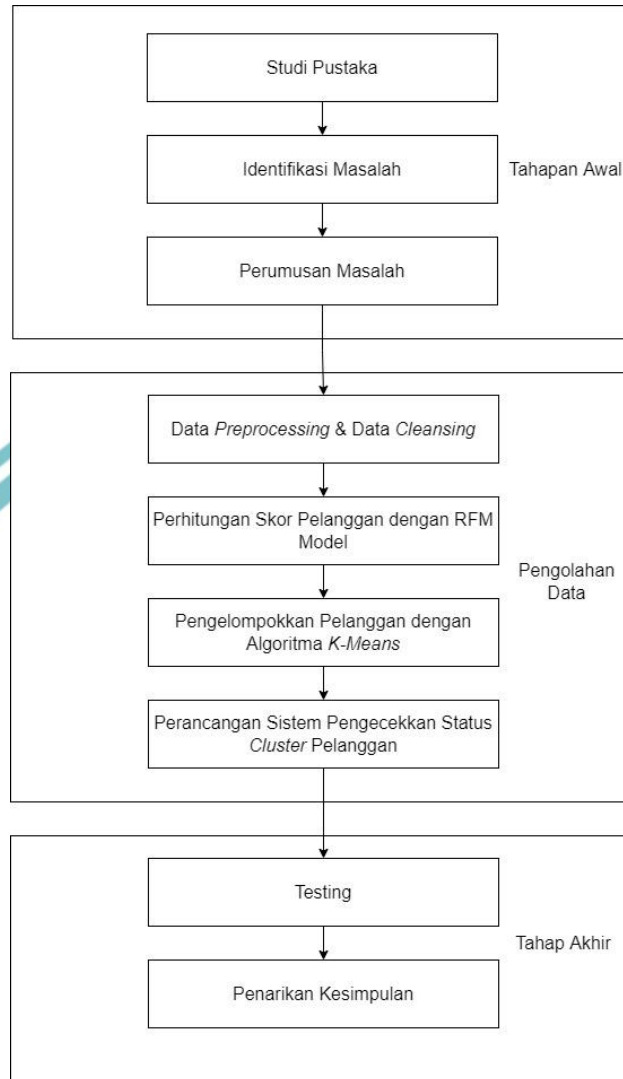 Studi Pustaka
Identifikasi Masalah
Tahapan Awal
Perumusan Masalah
Data Preprocessing & Data Cleansing
Perhitungan Skor Pelanggan dengan RFM
Model
Pengelompokkan Pelanggan dengan
Algoritma K-Means
Perancangan Sistem Pengecekkan Status
Cluster Pelanggan
Pengolahan
Data
Testing
Penarikan Kesimpulan
Tahap Akhir